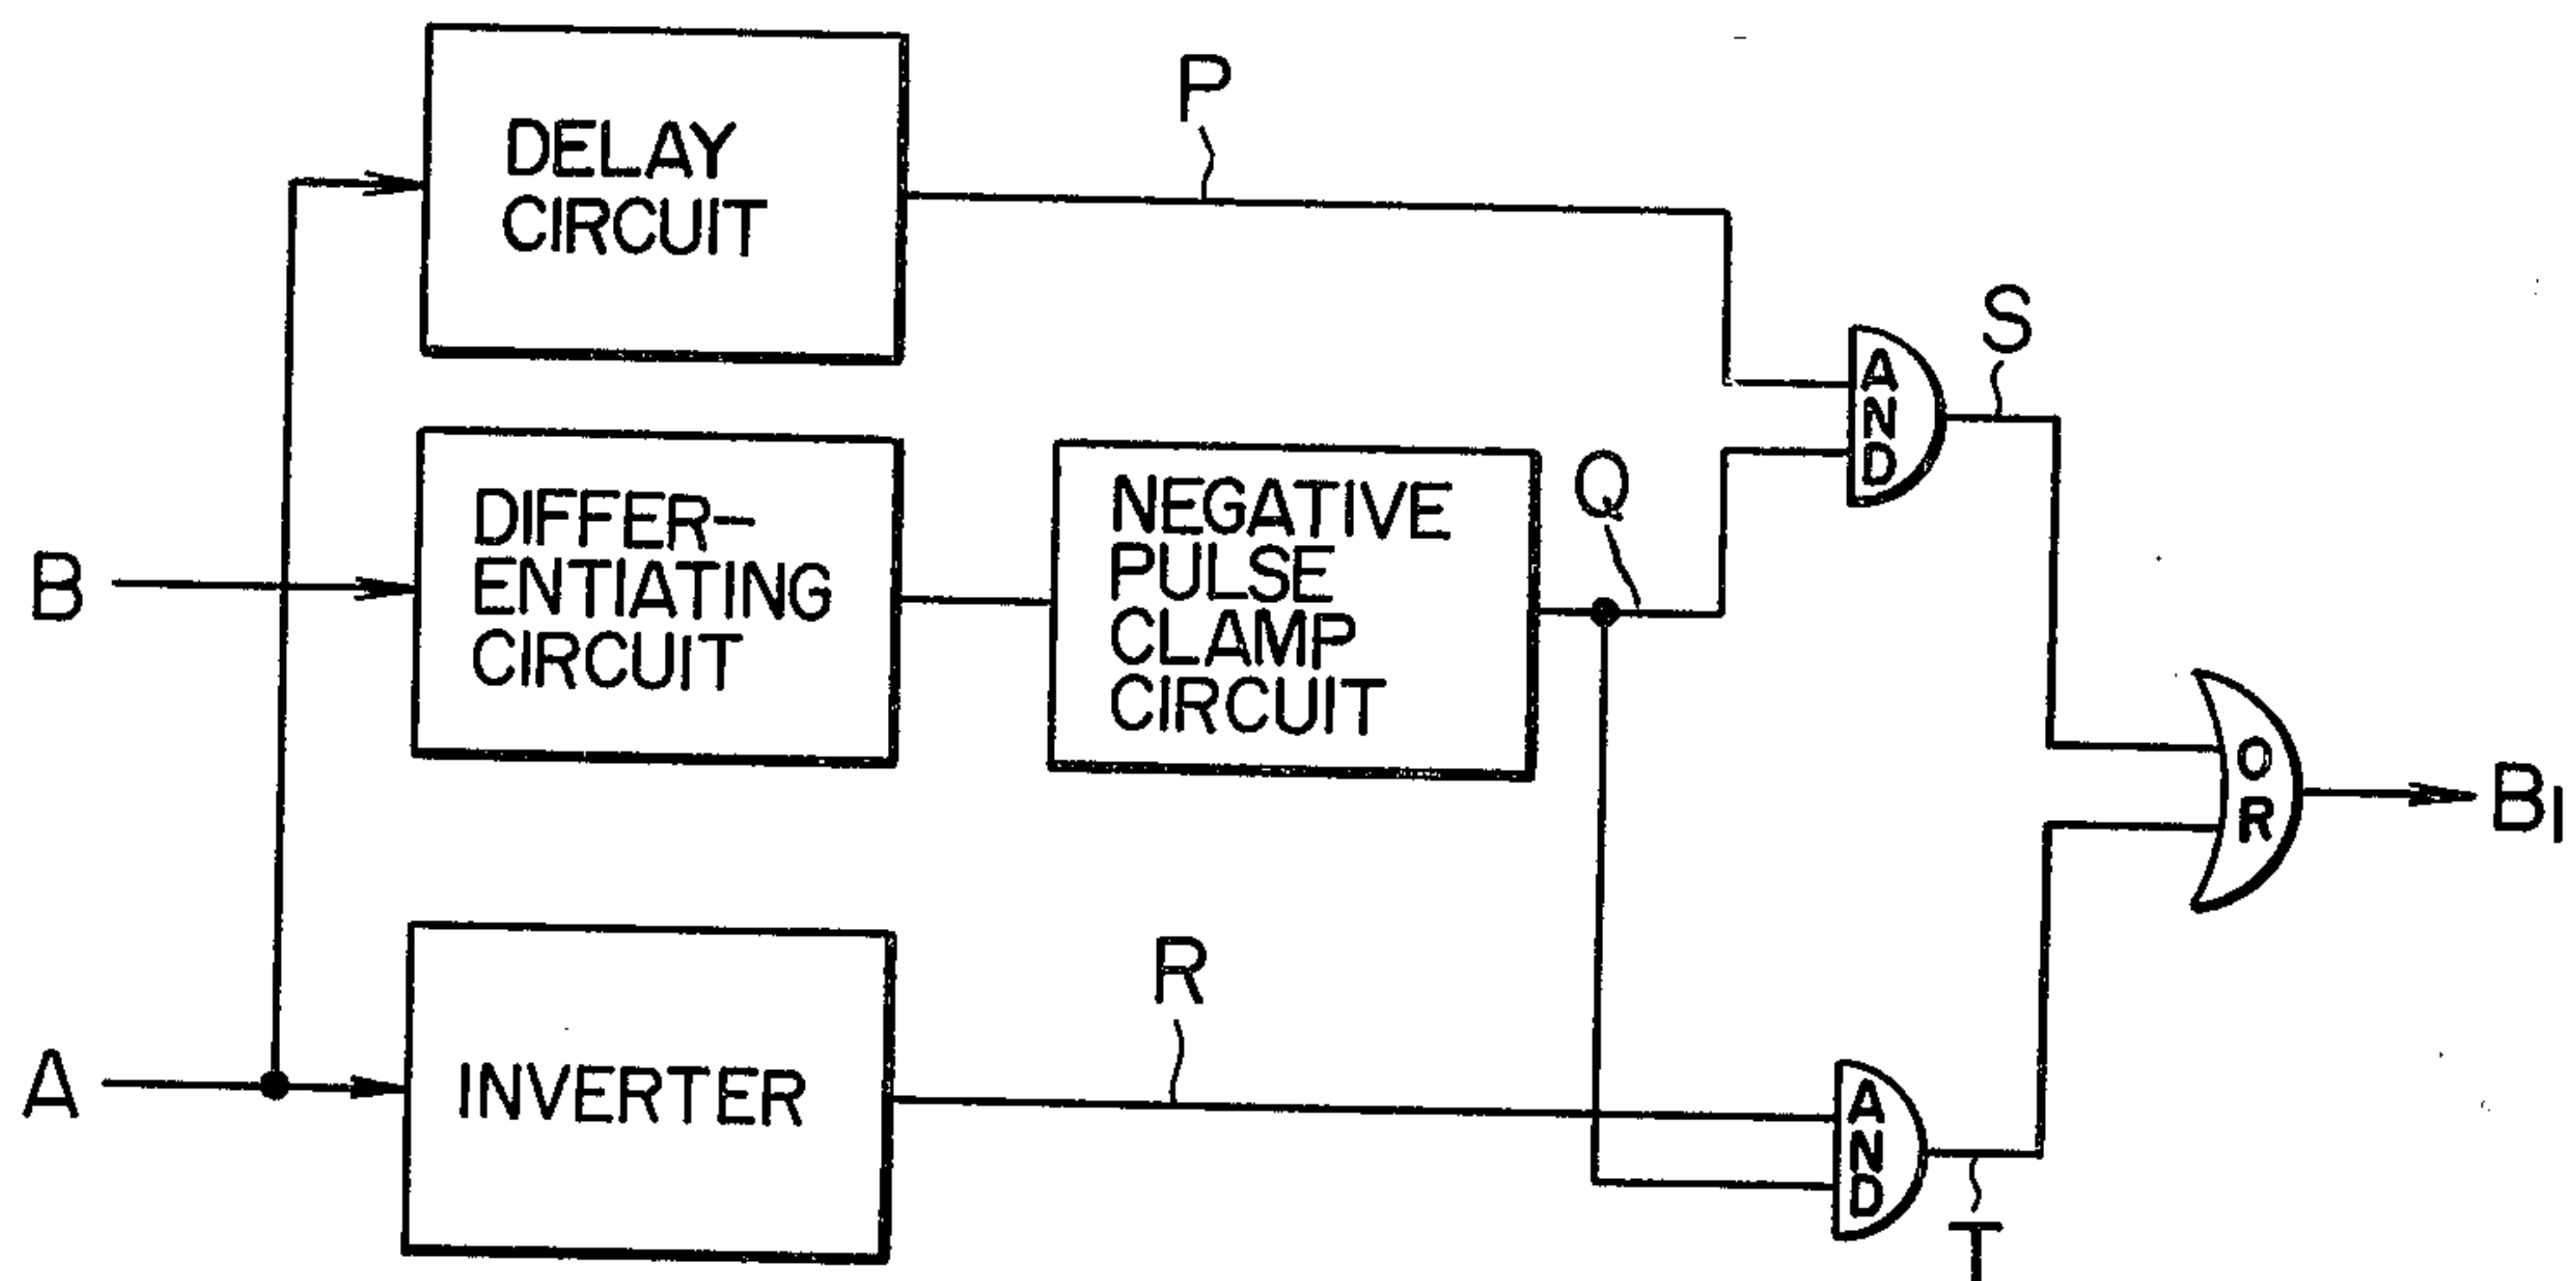 DELAY
CIRCUIT
P
S
AND
B
DIFFER-
ENTIATING
CIRCUIT
NEGATIVE
PULSE
CLAMP
CIRCUIT
Q
OR
B1
A
INVERTER
R
AND
T